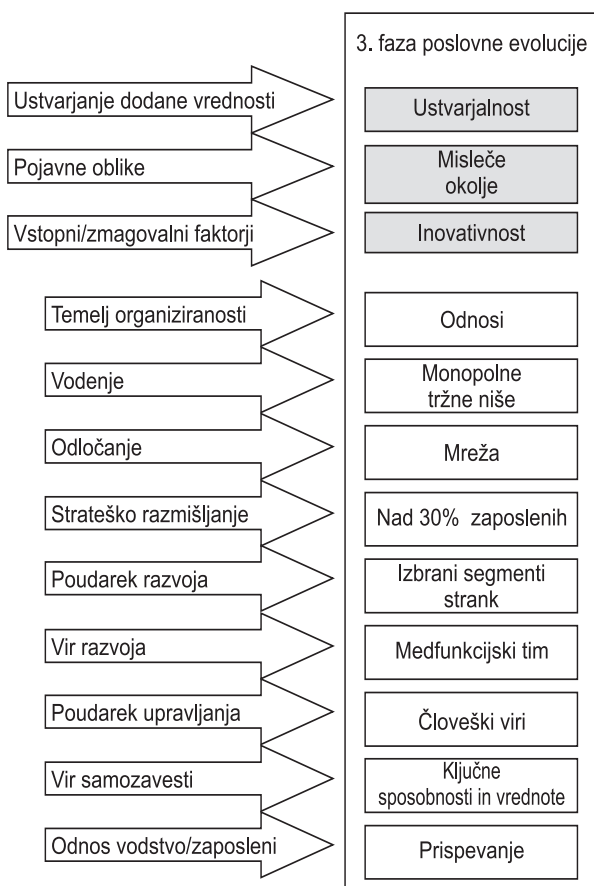 3. faza poslovne evolucije
Ustvarjanje dodane vrednosti
Ustvarjalnost
Pojavne oblike
Misleče
okolje
Vstopni/zmagovalni faktorji
Inovativnost
Temelj organiziranosti
Odnosi
Vodenje
Monopolne
tržne niše
Odločanje
Mreža
Strateško razmišljanje
Nad 30% zaposlenih
Poudarek razvoja
Izbrani segmenti
strank
Vir razvoja
Medfunkcijski tim
Poudarek upravljanja
Človeški viri
Vir samozavesti
Ključne
sposobnosti in vrednote
Odnos vodstvo/zaposleni
Prispevanje